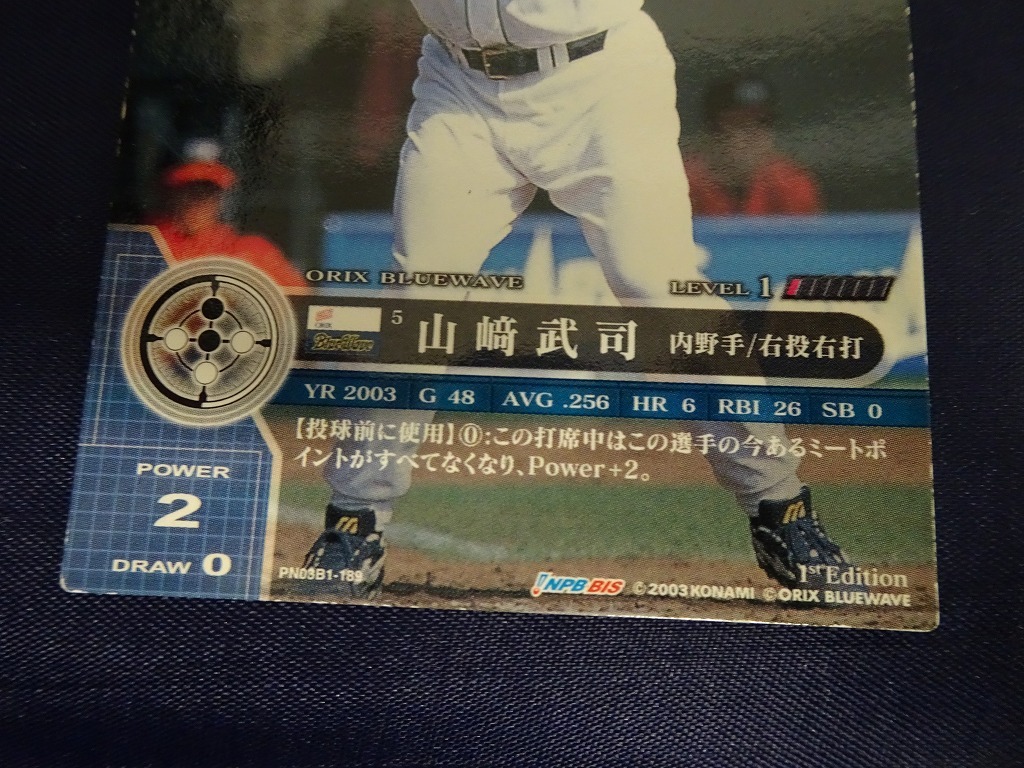 ORIX BLUEWAVE
LEVEL 1
5 山﨑武司 内野手/右投右打
BlueWave
YR 2003 G 48 AVG .256 HR 6 RBI 26 SB 0
【投球前に使用】⓪:この打席中はこの選手の今あるミートポ
イントがすべてなくなり、Power+2。
POWER
2
DRAW 0
PN03B1-189
1st Edition
NPB BIS ©2003 KONAMI ©ORIX BLUEWAVE